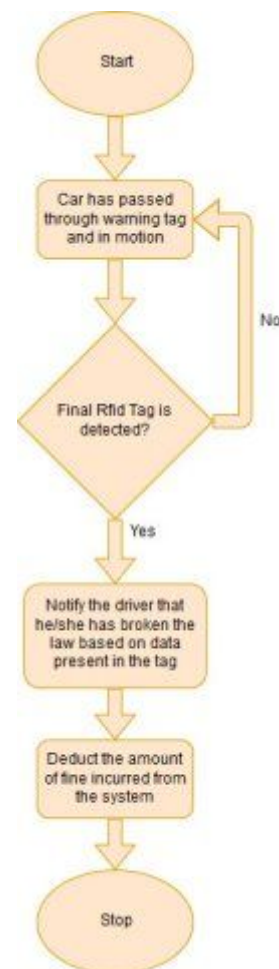 Start
Car has passed
through warning tag
and in motion
No
Final Rfid Tag is
detected?
Yes
Notify the driver that
he/she has broken the
law based on data
present in the tag
Deduct the amount
of fine incurred from
the system
Stop